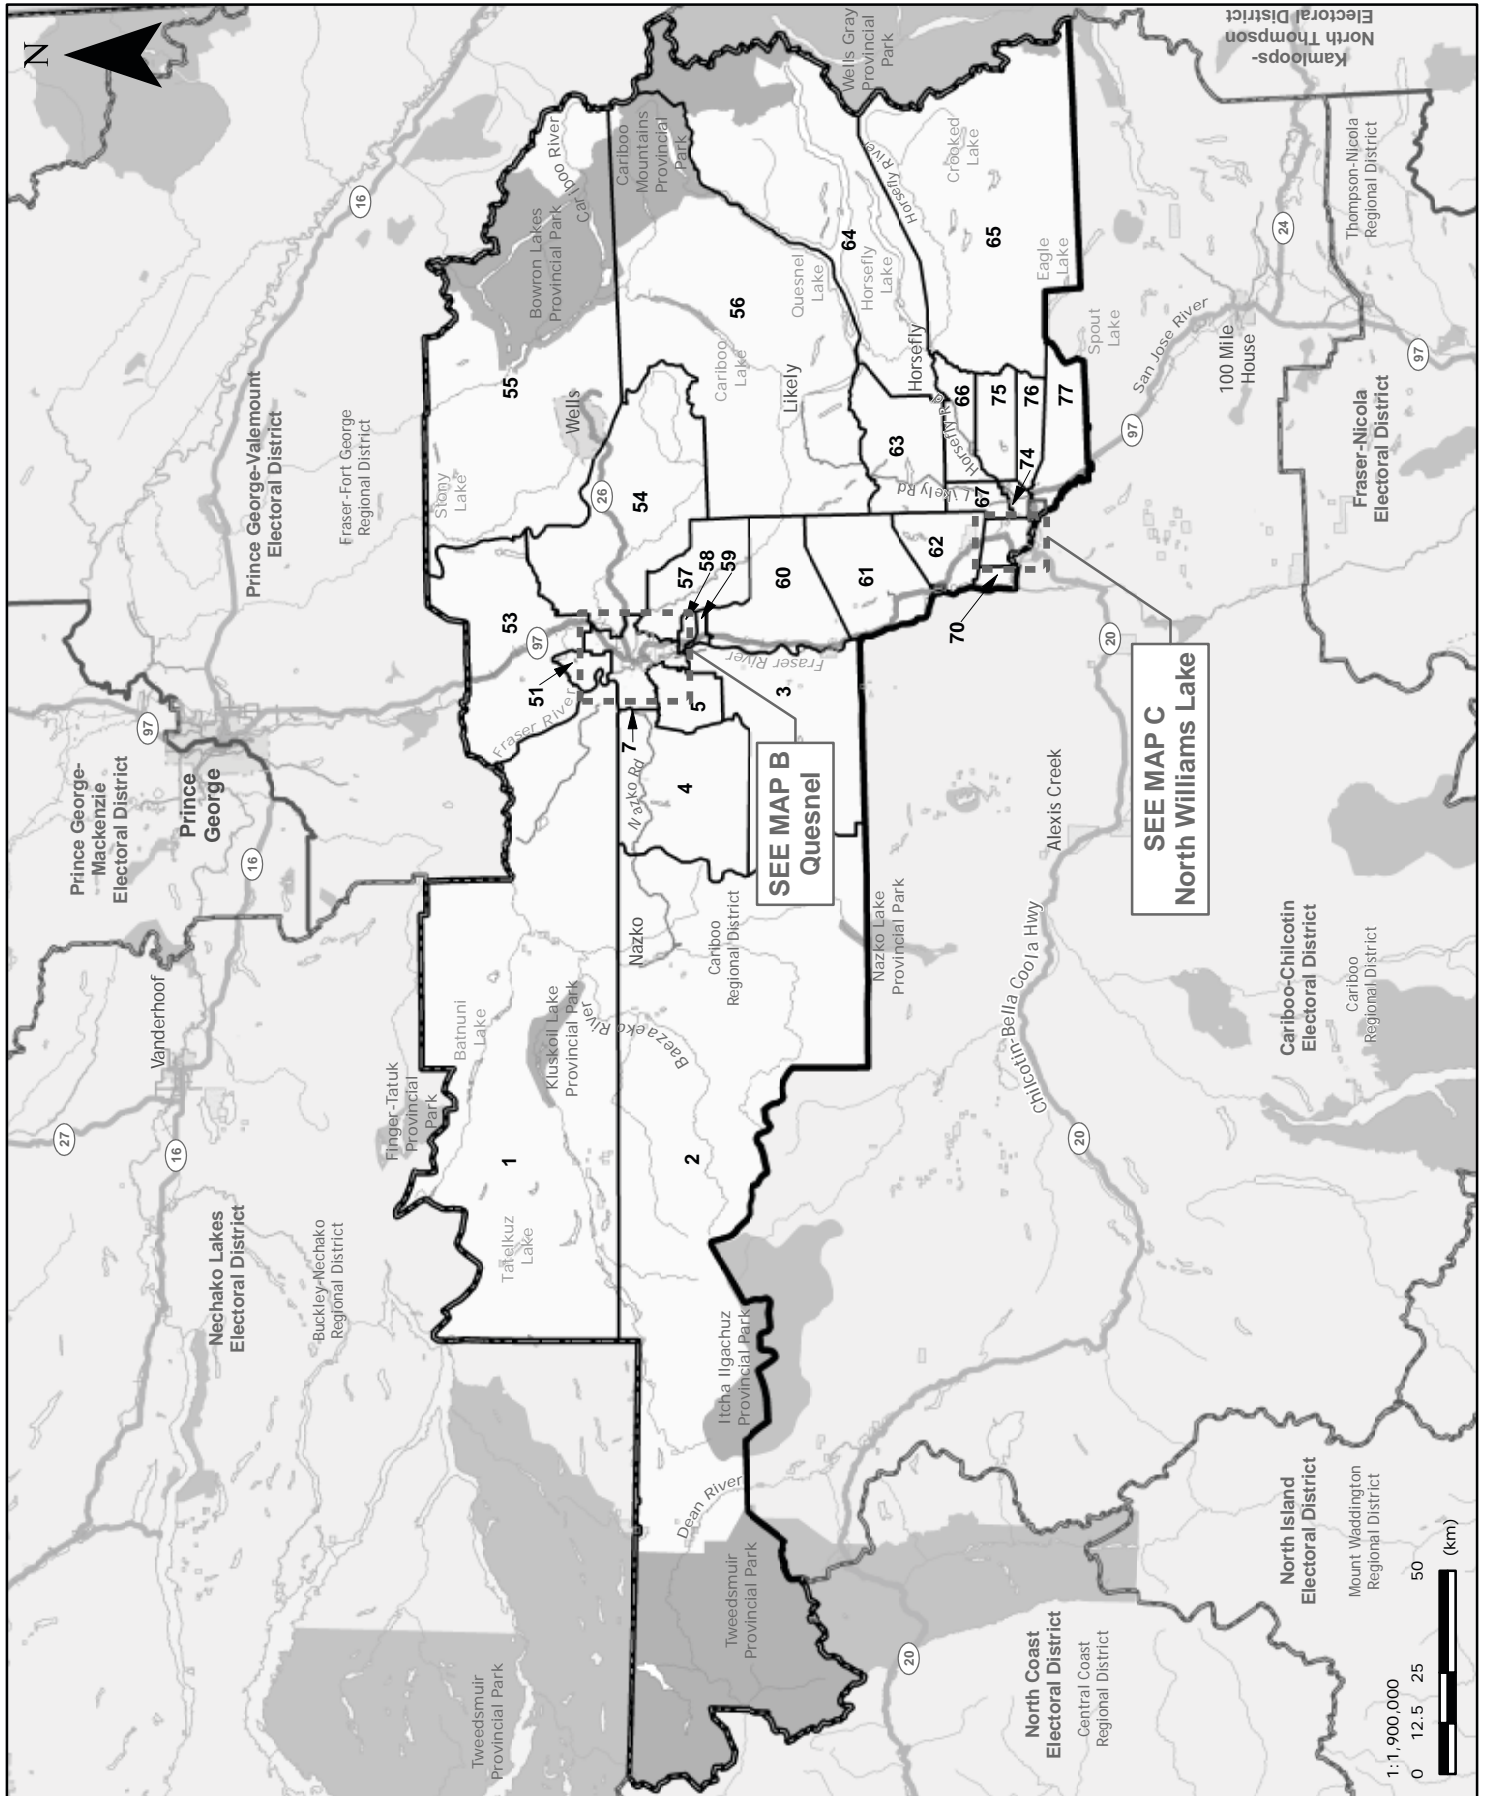 N
Tweedsmuir
Provincial Park
27
16
Vanderhoof
16
97
Prince George-
Mackenzie
Electoral District
Prince
George
16
Nechako Lakes
Electoral District
Buckley-Nechako
Regional District
Prince George-Valemount
Electoral District
Fraser-Fort George
Regional District
Finger-Tatuk
Provincial
Park
Batnuni
Lake
Tatelkuz
Lake
1
Kluskoil Lake
Provincial Park
Baezaeko River
Nazko
Nazko Rd
2
Cariboo
Regional District
Itcha Ilgachuz
Provincial Park
Dean River
Tweedsmuir
Provincial Park
Fraser River
97
51
53
7
5
4
3
Fraser River
Stony
Lake
55
Wells
26
54
Bowron Lakes
Provincial Park
Cariboo River
Cariboo
Mountains
Provincial
Park
Wells Gray
Provincial
Park
56
Cariboo
Lake
Likely
Quesnel
Lake
57
58
59
60
61
62
63
64
Horsefly
Lake
Horsefly
Horsefly River
Crooked
Lake
65
Eagle
Lake
Likely Rd
Horsefly Rd
66
67
75
76
77
74
70
SEE MAP B
Quesnel
SEE MAP C
North Williams Lake
Nazko Lake
Provincial Park
Alexis Creek
Chilcotin-Bella Coola Hwy
20
20
20
Spout
Lake
San Jose River
97
100 Mile
House
24
97
Kamloops-
North Thompson
Electoral District
Thompson-Nicola
Regional District
Fraser-Nicola
Electoral District
Cariboo-Chilcotin
Electoral District
Cariboo
Regional District
North Island
Electoral District
Mount Waddington
Regional District
North Coast
Electoral District
Central Coast
Regional District
1:1,900,000
0 12.5 25 50
(km)